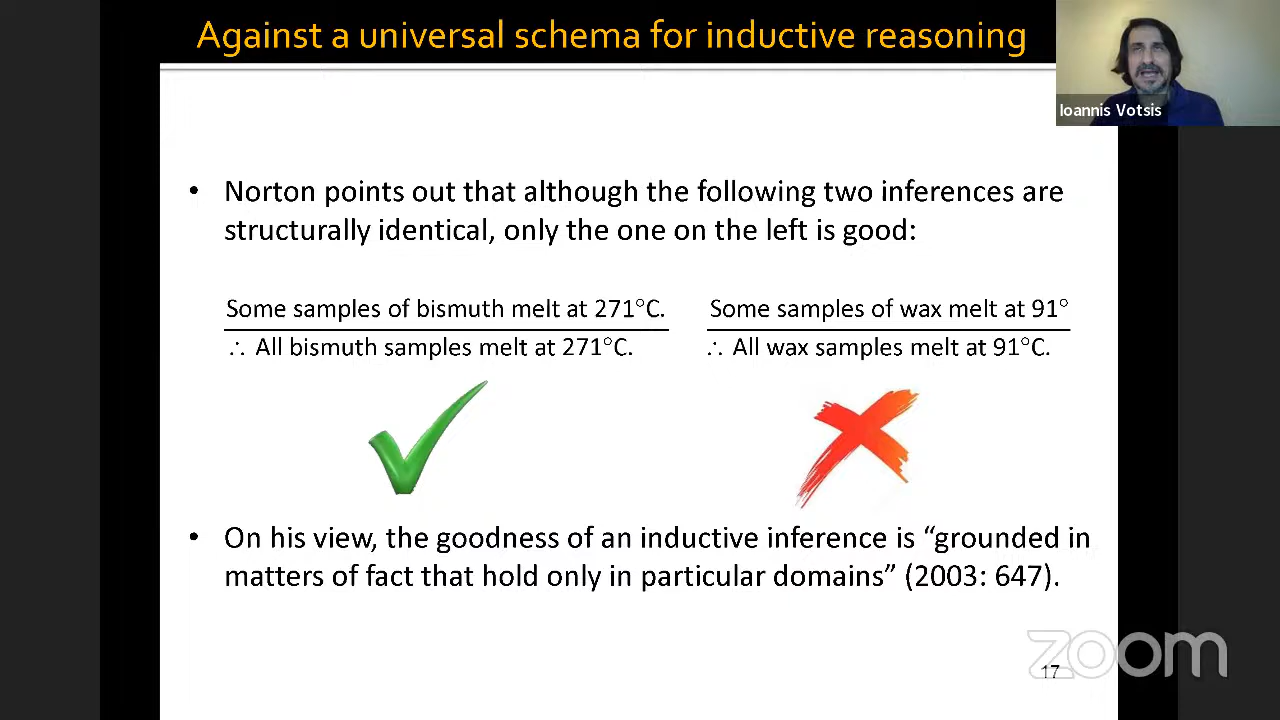 Against a universal schema for inductive reasoning
Ioannis Votsis
• Norton points out that although the following two inferences are
structurally identical, only the one on the left is good:
Some samples of bismuth melt at 271°C.
∴ All bismuth samples melt at 271°C.
Some samples of wax melt at 91°
∴ All wax samples melt at 91°C.
• On his view, the goodness of an inductive inference is “grounded in
matters of fact that hold only in particular domains” (2003: 647).
zoom
17